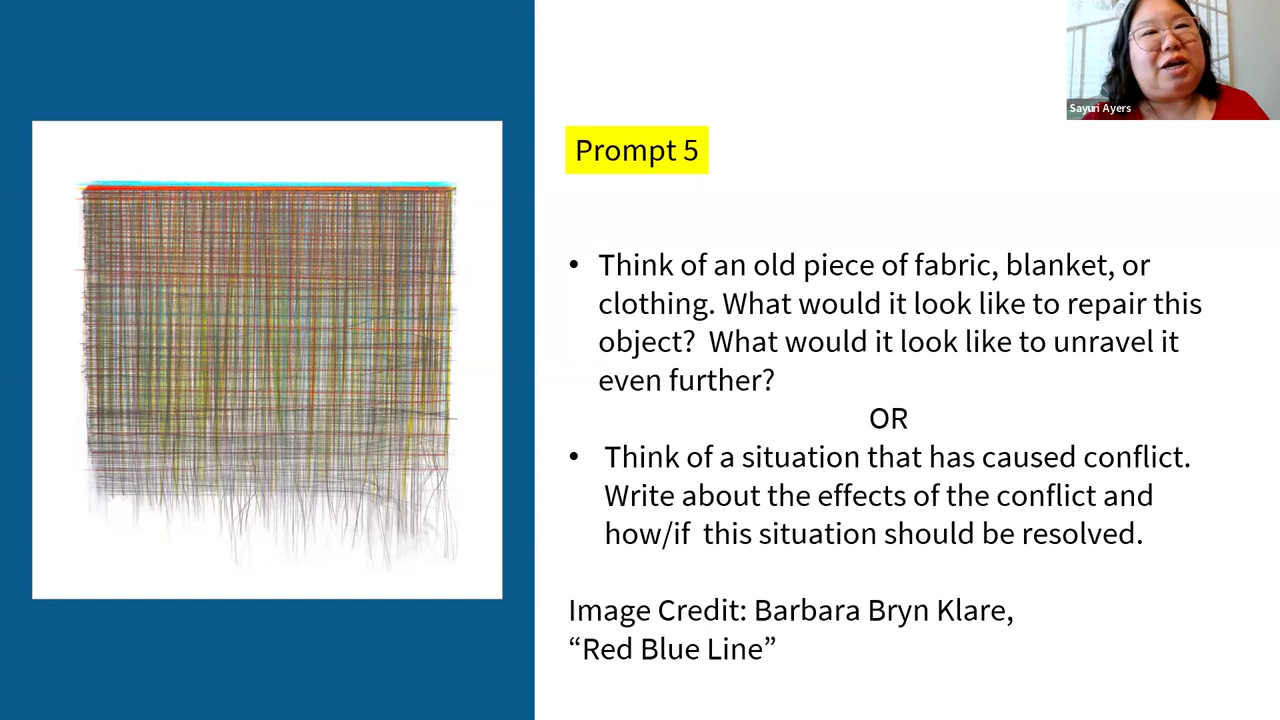 Sayuri Ayers
Prompt 5
• Think of an old piece of fabric, blanket, or
clothing. What would it look like to repair this
object?  What would it look like to unravel it
even further?
OR
• Think of a situation that has caused conflict.
Write about the effects of the conflict and
how/if  this situation should be resolved.
Image Credit: Barbara Bryn Klare,
“Red Blue Line”